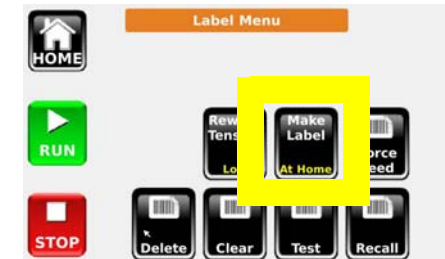 Label Menu
HOME
Make
Label
At Home
RUN
STOP
Delete
Clear
Test
Recall